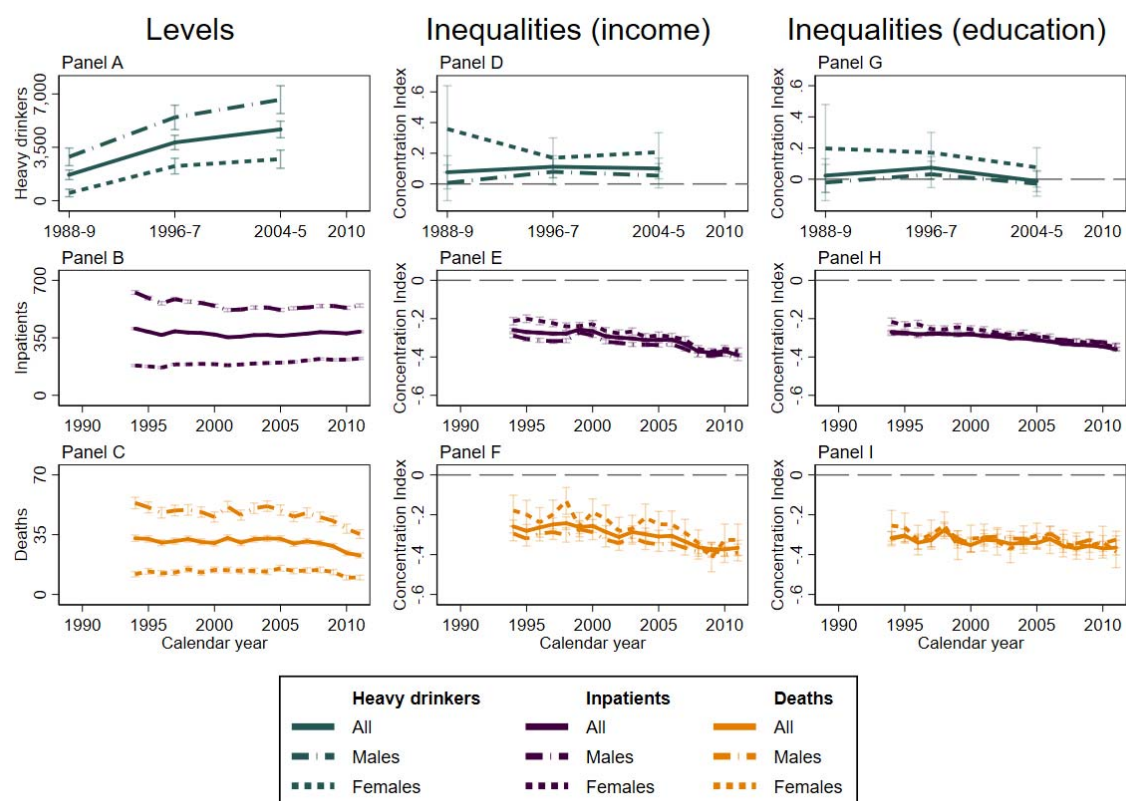 Levels
Inequalities (income)
Inequalities (education)
Panel A
Heavy drinkers
7,000
3,500
0
1988-9 1996-7 2004-5 2010
Panel D
Concentration Index
.6
.4
.2
0
1988-9 1996-7 2004-5 2010
Panel G
Concentration Index
.6
.4
.2
0
1988-9 1996-7 2004-5 2010
Panel B
Inpatients
700
350
0
1990 1995 2000 2005 2010
Panel E
Concentration Index
0
-.2
-.4
-.6
1990 1995 2000 2005 2010
Panel H
Concentration Index
0
-.2
-.4
-.6
1990 1995 2000 2005 2010
Panel C
Deaths
70
35
0
1990 1995 2000 2005 2010
Calendar year
Panel F
Concentration Index
0
-.2
-.4
-.6
1990 1995 2000 2005 2010
Calendar year
Panel I
Concentration Index
0
-.2
-.4
-.6
1990 1995 2000 2005 2010
Calendar year
Heavy drinkers Inpatients Deaths
All All All
Males Males Males
Females Females Females